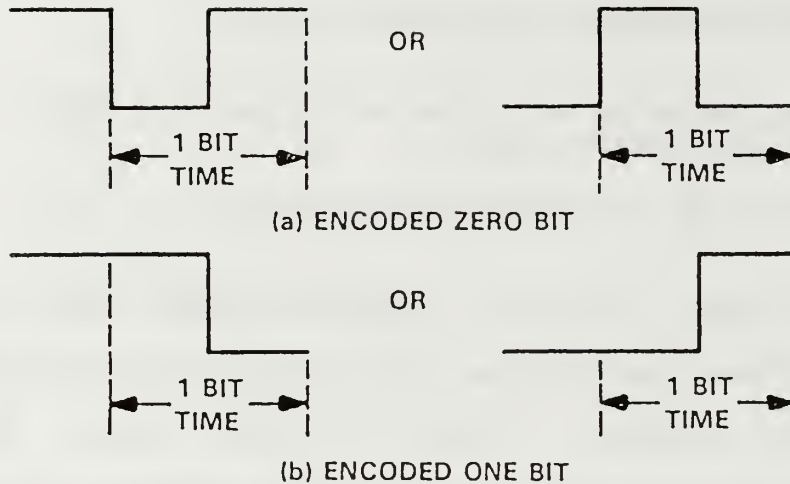 OR
1 BIT
TIME
1 BIT
TIME
(a) ENCODED ZERO BIT
OR
1 BIT
TIME
1 BIT
TIME
(b) ENCODED ONE BIT